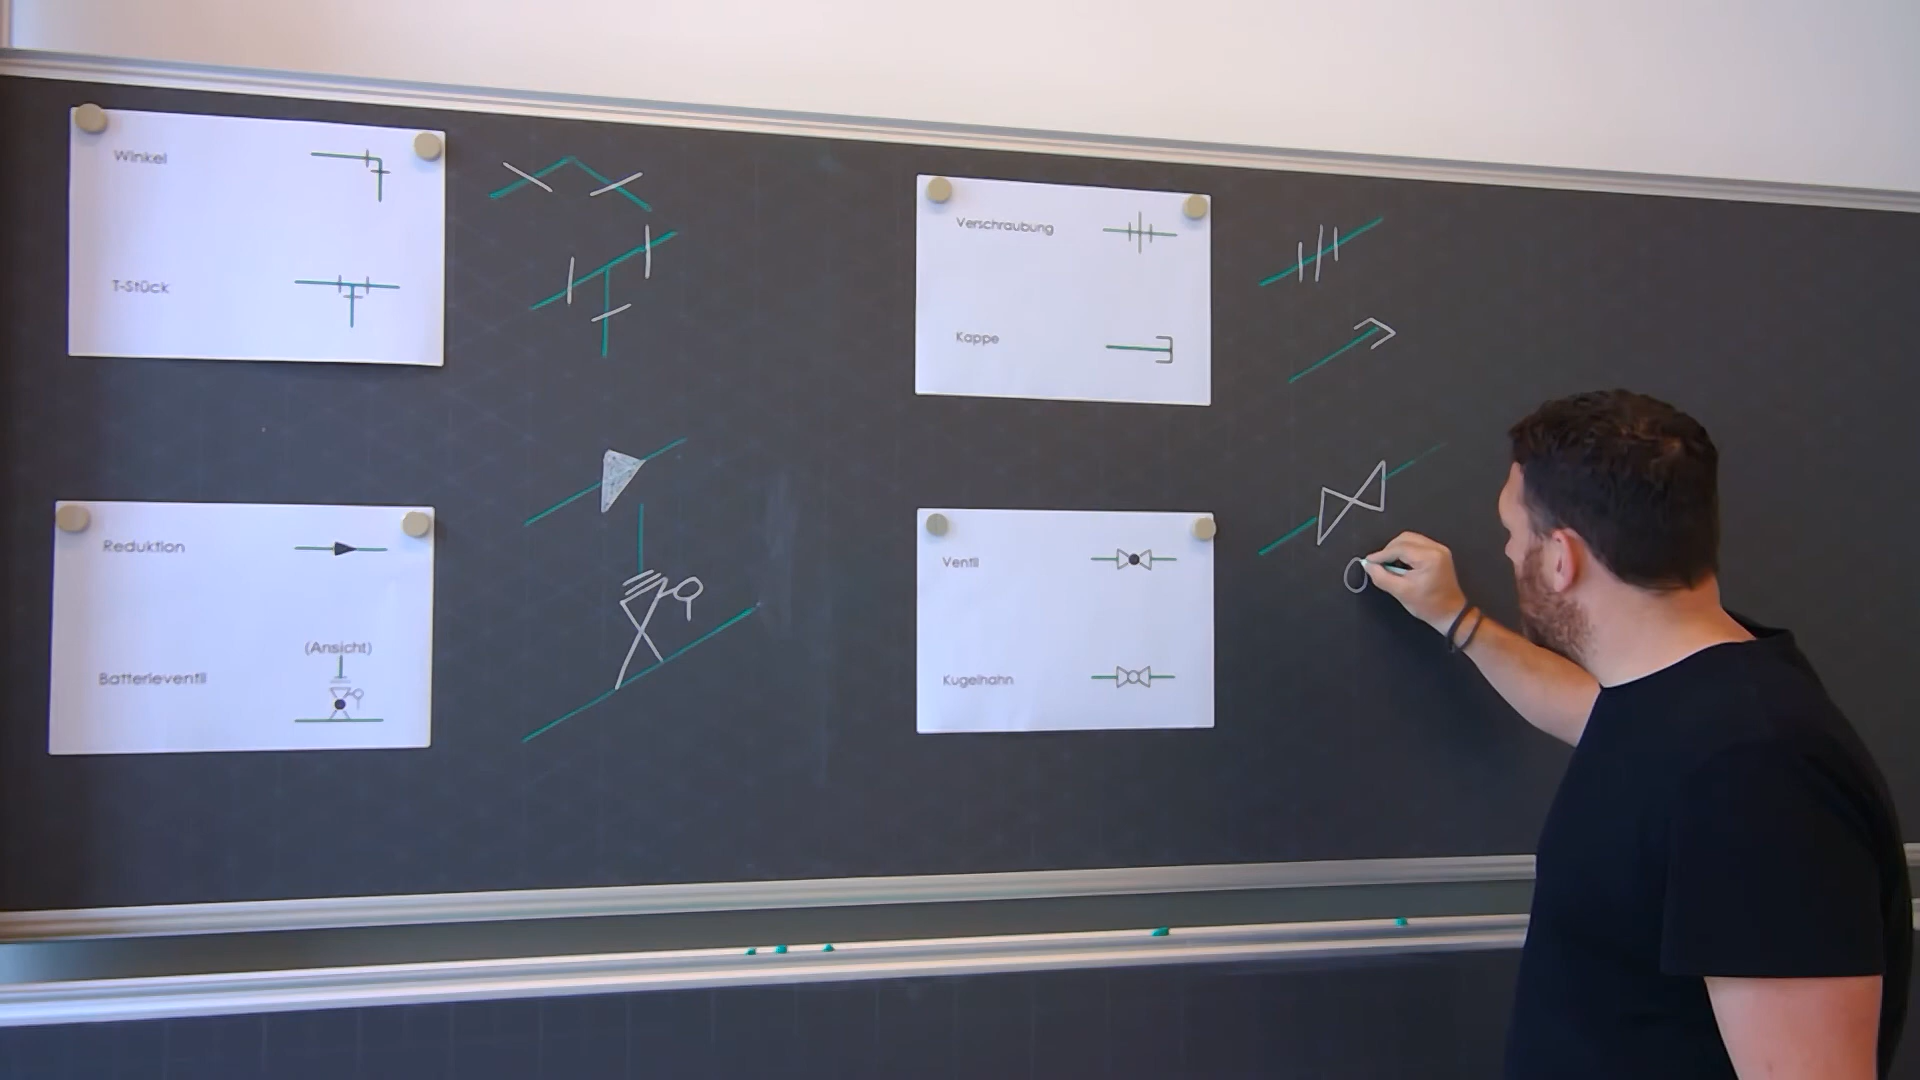 Winkel
T-Stück
Reduktion
(Ansicht)
Batterieventil
Verschraubung
Kappe
Ventil
Kugelhahn